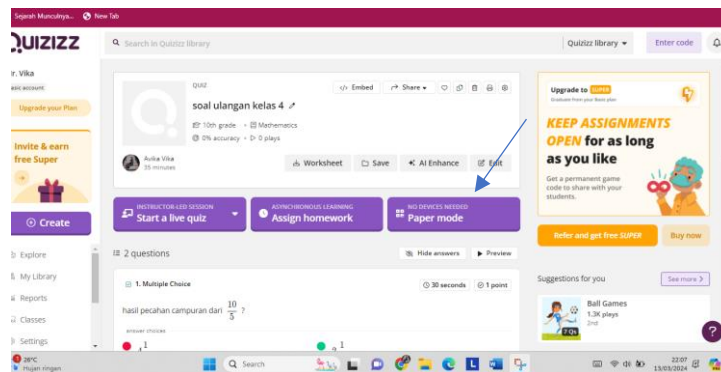 Sejarah Munculnya... New Tab
QUIZIZZ
Search in Quizizz library
Quizizz library
Enter code
r. Vika
asic account
Upgrade your Plan
Invite & earn
free Super
Create
Explore
My Library
Reports
Classes
Settings
QUIZ
Embed
Share
soal ulangan kelas 4
10th grade • Mathematics
0% accuracy • 0 plays
Avika Vika
35 minutes
Worksheet
Save
AI Enhance
Edit
INSTRUCTOR-LED SESSION
Start a live quiz
ASYNCHRONOUS LEARNING
Assign homework
NO DEVICES NEEDED
Paper mode
2 questions
Hide answers
Preview
1. Multiple Choice
30 seconds
1 point
hasil pecahan campuran dari 10/5 ?
answer choices
Upgrade to SUPER
Graduate from your Basic plan
KEEP ASSIGNMENTS
OPEN for as long
as you like
Get a permanent game
code to share with your
students.
Refer and get free SUPER
Buy now
Suggestions for you
See more >
Ball Games
1.3K plays
2nd
7 Qs
?
26°C
Hujan ringan
Search
22:07
13/03/2024